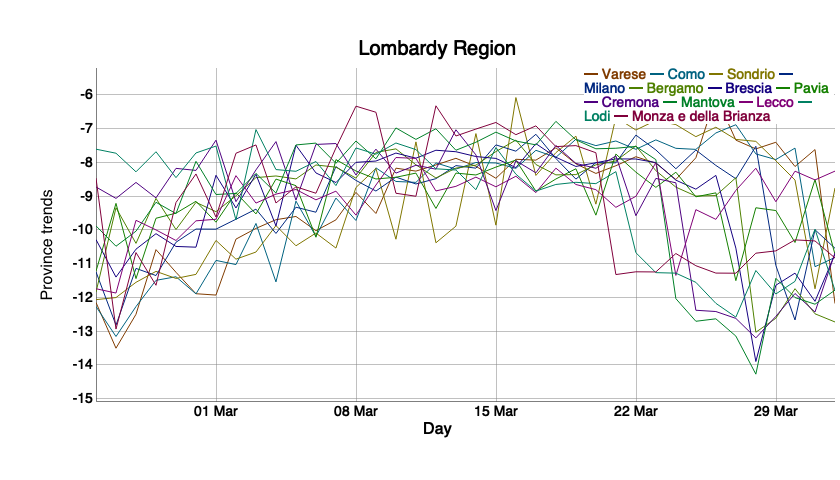 Lombardy Region
Varese Como Sondrio
Milano Bergamo Brescia Pavia
Cremona Mantova Lecco
Lodi Monza e della Brianza
-6
-7
-8
-9
-10
-11
-12
-13
-14
-15
Province trends
01 Mar 08 Mar 15 Mar 22 Mar 29 Mar
Day